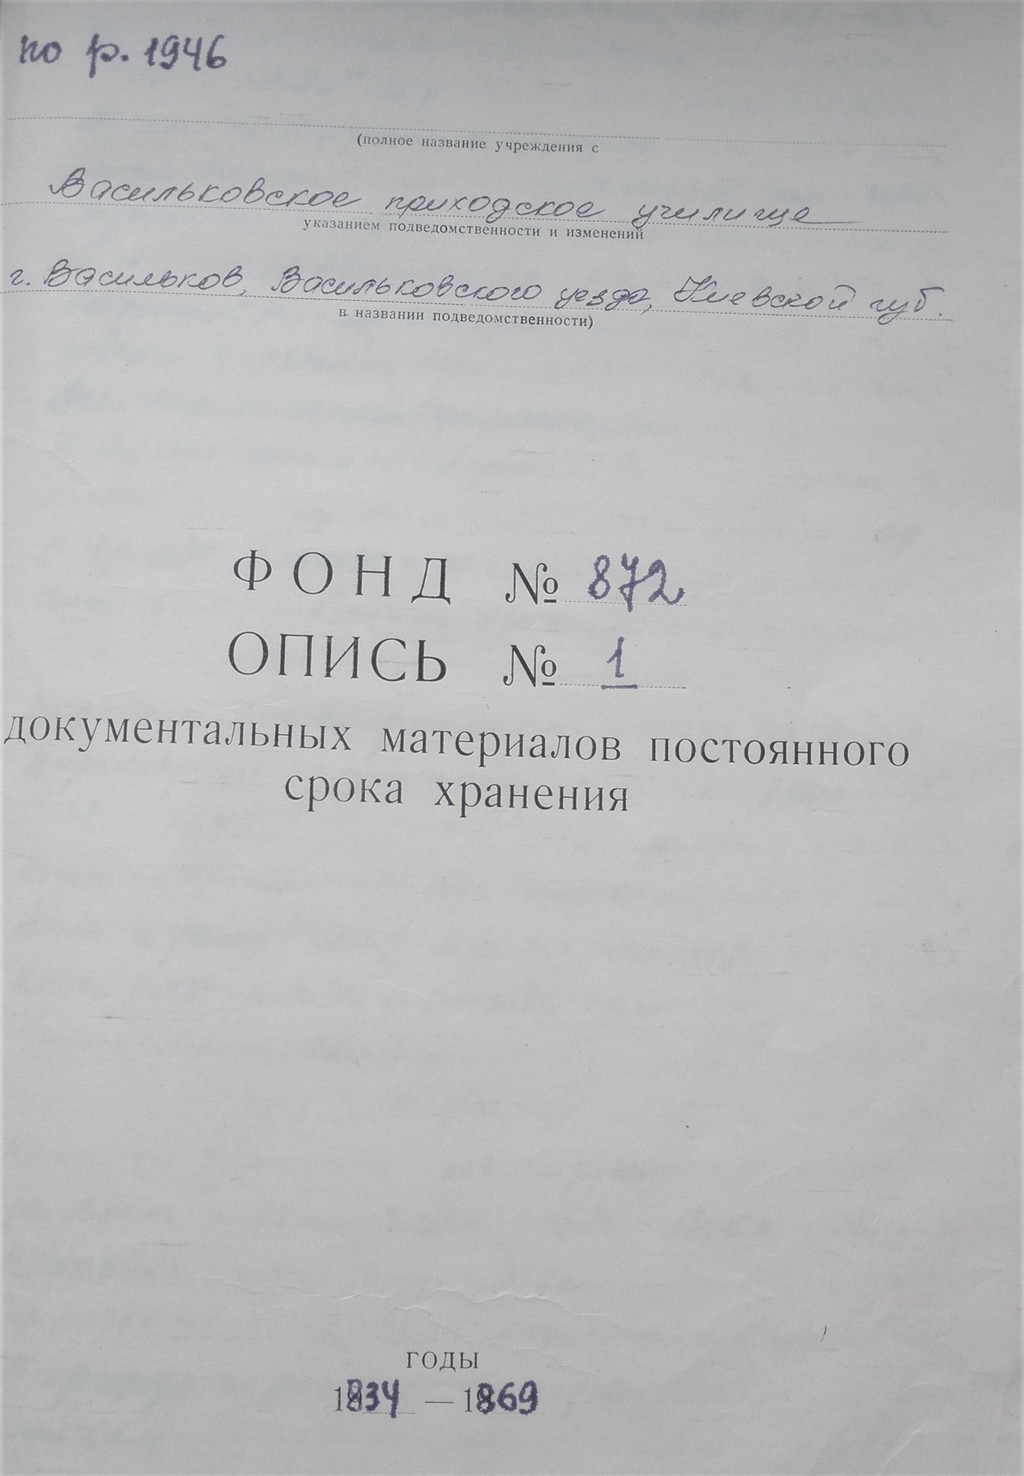 по р. 1946
(полное название учреждения с
Васильковское приходское училище
указанием подведомственности и изменений
г. Васильков, Васильковского уезда, Киевской губ.
в названии подведомственности)
ФОНД № 872
ОПИСЬ № 1
документальных материалов постоянного
срока хранения
ГОДЫ
1834 — 1869